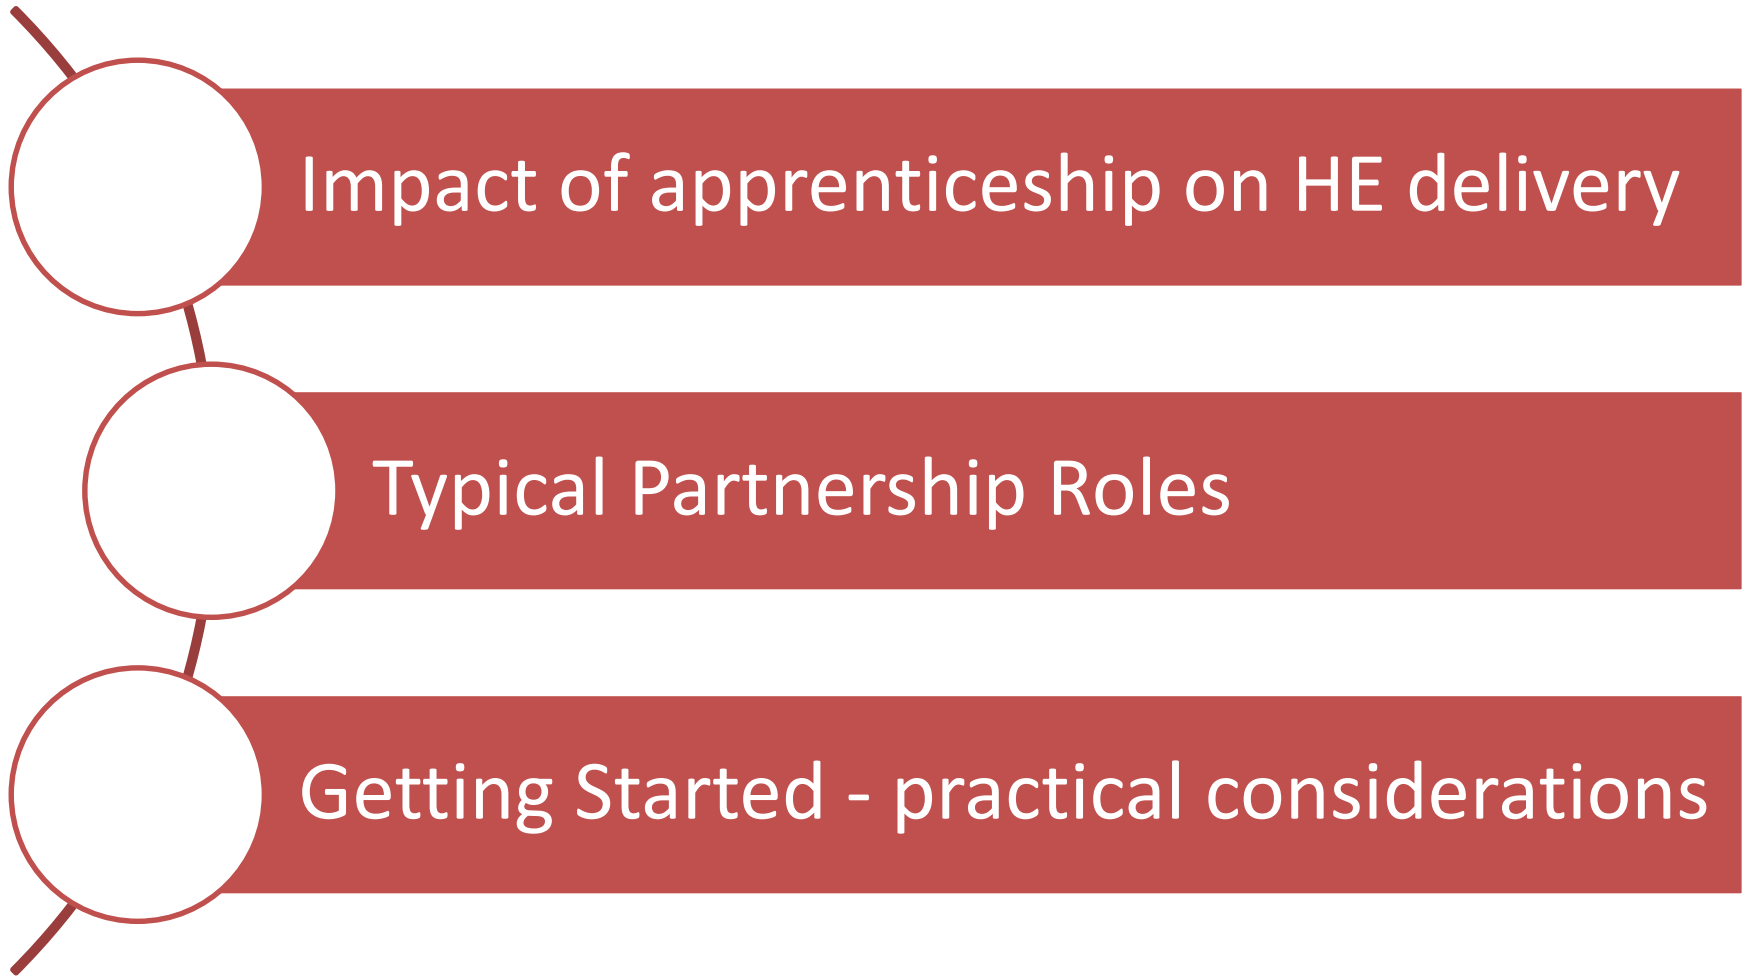 Impact of apprenticeship on HE delivery
Typical Partnership Roles
Getting Started - practical considerations